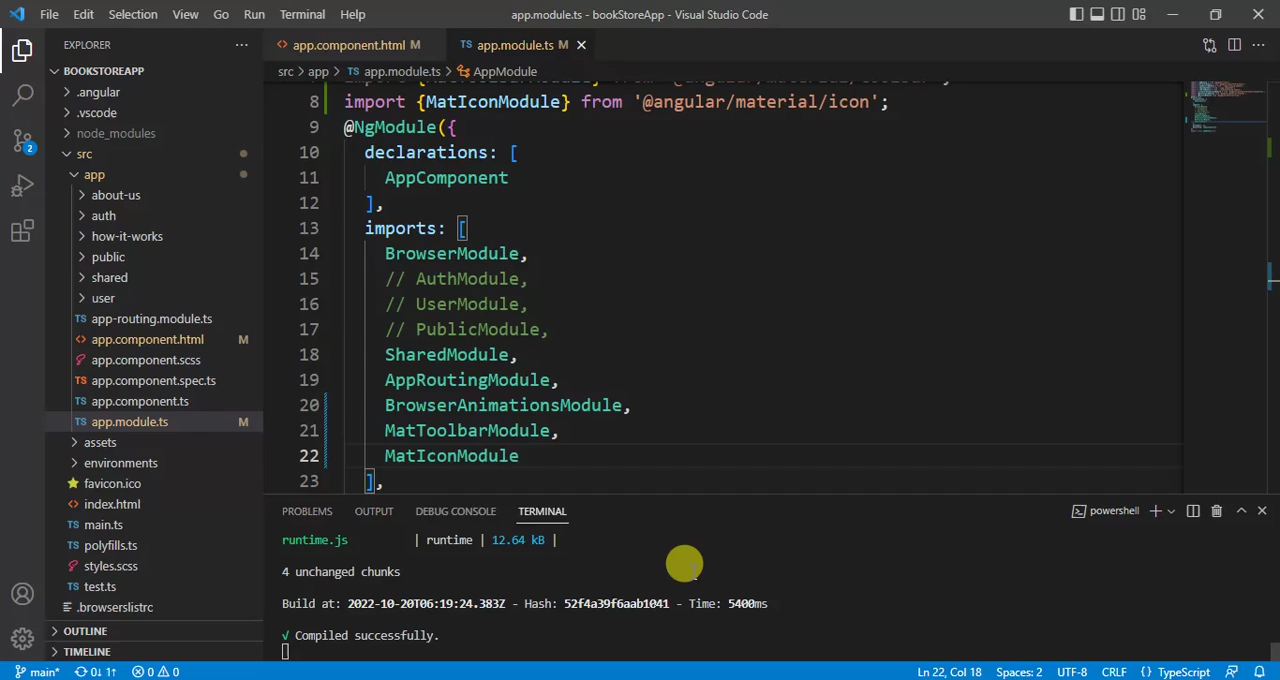 File Edit Selection View Go Run Terminal Help app.module.ts - bookStoreApp - Visual Studio Code
EXPLORER
BOOKSTOREAPP
.angular
.vscode
node_modules
src
app
about-us
auth
how-it-works
public
shared
user
app-routing.module.ts
app.component.html M
app.component.scss
app.component.spec.ts
app.component.ts
app.module.ts M
assets
environments
favicon.ico
index.html
main.ts
polyfills.ts
styles.scss
test.ts
.browserslistrc
OUTLINE
TIMELINE
app.component.html M app.module.ts M
src > app > app.module.ts > AppModule
8 import {MatIconModule} from '@angular/material/icon';
9 @NgModule({
10 declarations: [
11 AppComponent
12 ],
13 imports: [
14 BrowserModule,
15 // AuthModule,
16 // UserModule,
17 // PublicModule,
18 SharedModule,
19 AppRoutingModule,
20 BrowserAnimationsModule,
21 MatToolbarModule,
22 MatIconModule
23 ],
PROBLEMS OUTPUT DEBUG CONSOLE TERMINAL powershell
runtime.js | runtime | 12.64 kB |
4 unchanged chunks
Build at: 2022-10-20T06:19:24.383Z - Hash: 52f4a39f6aab1041 - Time: 5400ms
√ Compiled successfully.
2
main* 0↓ 1↑ 0 0 Ln 22, Col 18 Spaces: 2 UTF-8 CRLF {} TypeScript